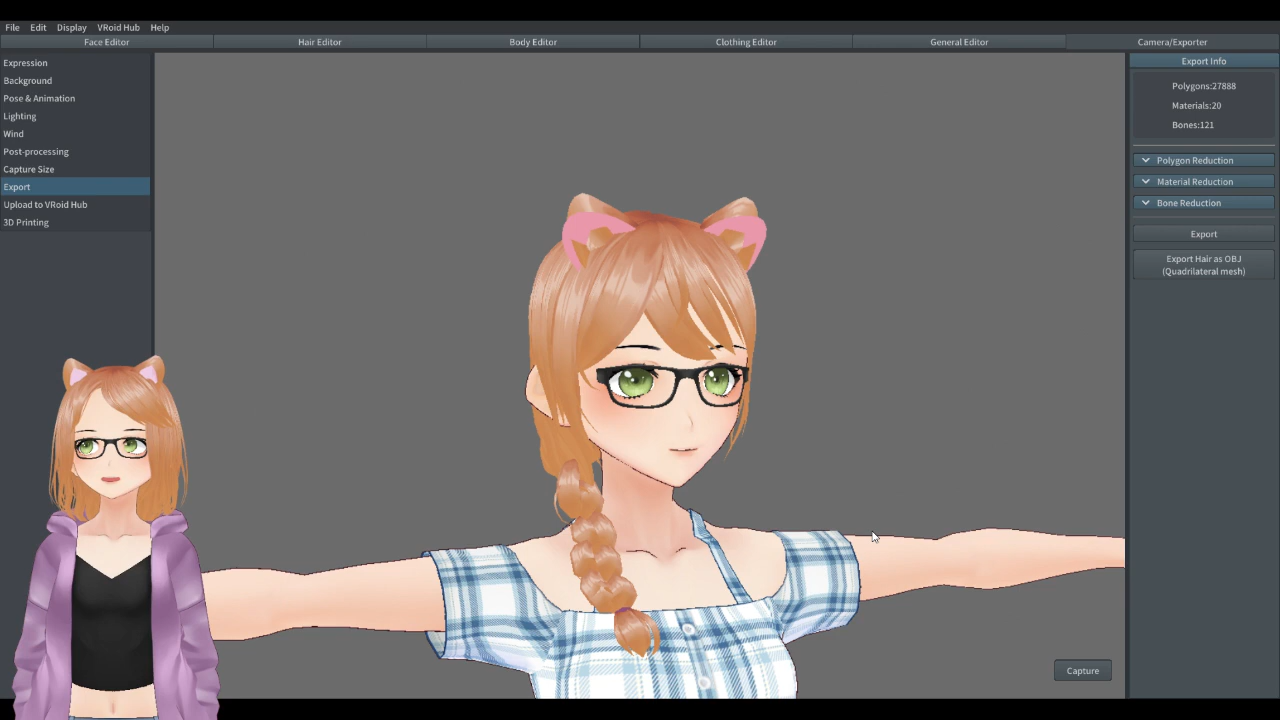 File Edit Display VRoid Hub Help
Face Editor Hair Editor Body Editor Clothing Editor General Editor Camera/Exporter
Expression
Background
Pose & Animation
Lighting
Wind
Post-processing
Capture Size
Export
Upload to VRoid Hub
3D Printing
Export Info
Polygons:27888
Materials:20
Bones:121
Polygon Reduction
Material Reduction
Bone Reduction
Export
Export Hair as OBJ
(Quadrilateral mesh)
Capture